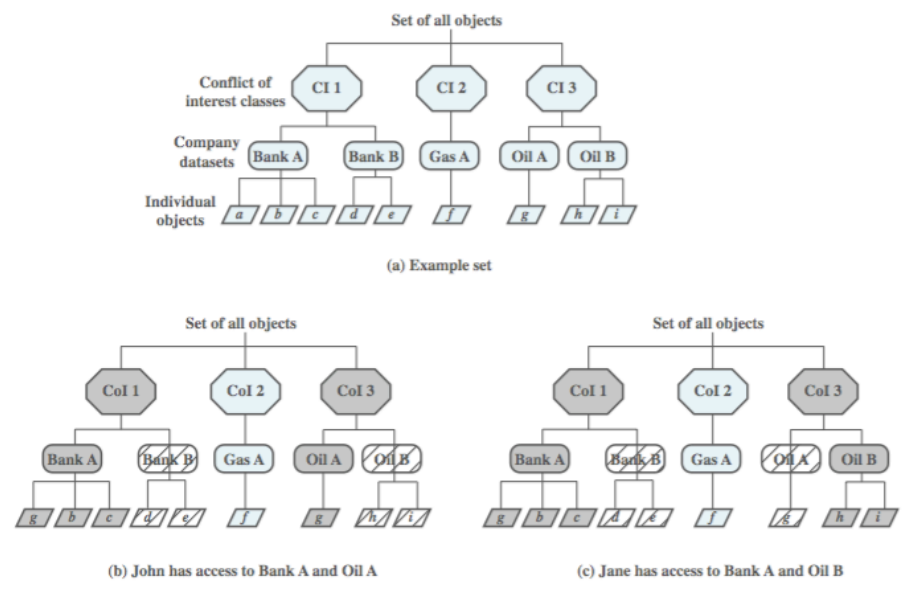 Set of all objects
Conflict of
interest classes
CI 1 CI 2 CI 3
Company
datasets
Bank A Bank B Gas A Oil A Oil B
Individual
objects
a b c d e f g h i
(a) Example set
Set of all objects
CoI 1 CoI 2 CoI 3
Bank A Bank B Gas A Oil A Oil B
g b c d e f g h i
(b) John has access to Bank A and Oil A
Set of all objects
CoI 1 CoI 2 CoI 3
Bank A Bank B Gas A Oil A Oil B
g b c d e f g h i
(c) Jane has access to Bank A and Oil B